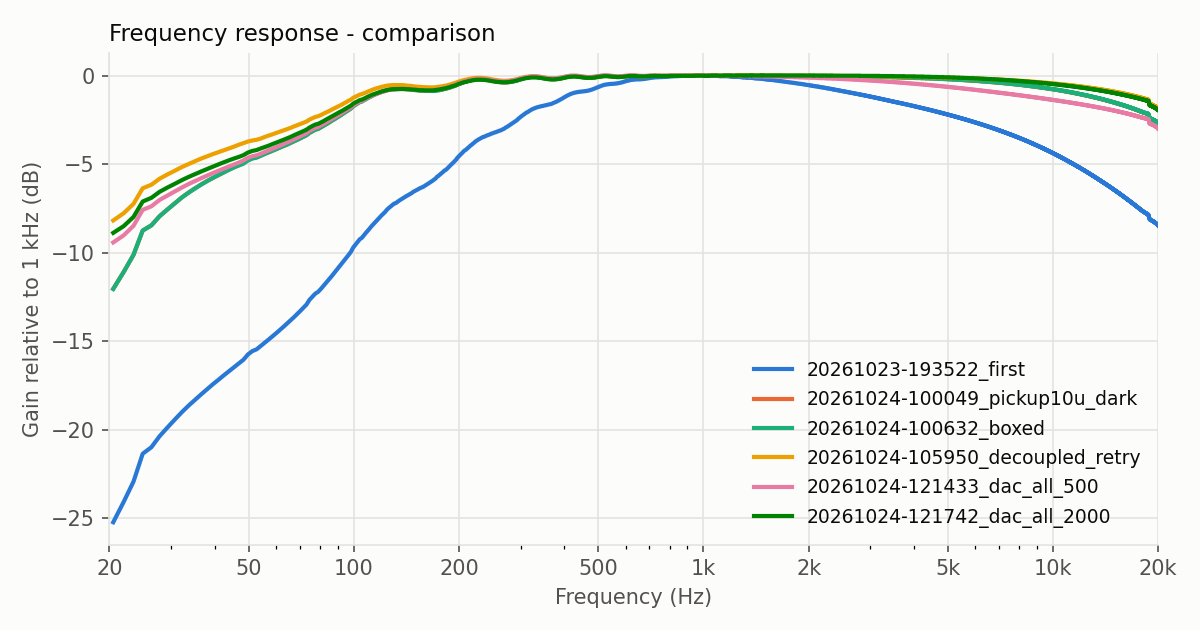 Frequency response - comparison
Gain relative to 1 kHz (dB)
0
−5
−10
−15
−20
−25
20261023-193522_first
20261024-100049_pickup10u_dark
20261024-100632_boxed
20261024-105950_decoupled_retry
20261024-121433_dac_all_500
20261024-121742_dac_all_2000
20 50 100 200 500 1k 2k 5k 10k 20k
Frequency (Hz)